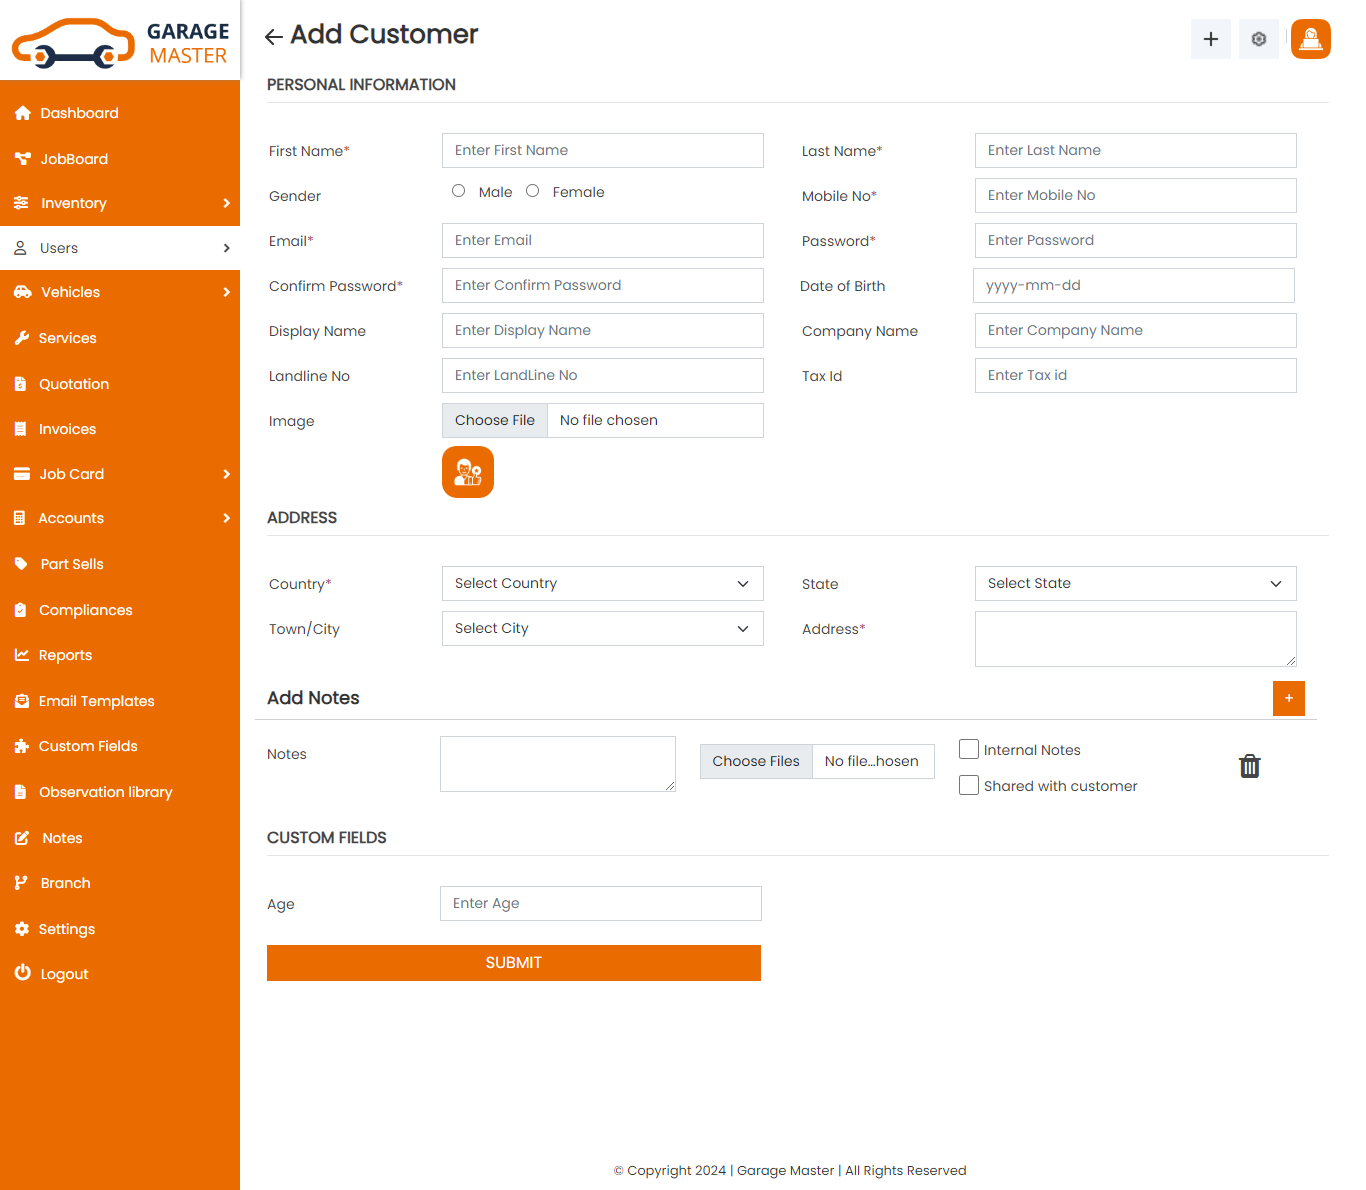 GARAGE
MASTER
Dashboard
JobBoard
Inventory
Users
Vehicles
Services
Quotation
Invoices
Job Card
Accounts
Part Sells
Compliances
Reports
Email Templates
Custom Fields
Observation library
Notes
Branch
Settings
Logout
Add Customer
PERSONAL INFORMATION
First Name* Enter First Name Last Name* Enter Last Name
Gender Male Female Mobile No* Enter Mobile No
Email* Enter Email Password* Enter Password
Confirm Password* Enter Confirm Password Date of Birth yyyy-mm-dd
Display Name Enter Display Name Company Name Enter Company Name
Landline No Enter LandLine No Tax Id Enter Tax id
Image Choose File No file chosen
ADDRESS
Country* Select Country State Select State
Town/City Select City Address*
Add Notes +
Notes Choose Files No file...hosen Internal Notes
Shared with customer
CUSTOM FIELDS
Age Enter Age
SUBMIT
© Copyright 2024 | Garage Master | All Rights Reserved